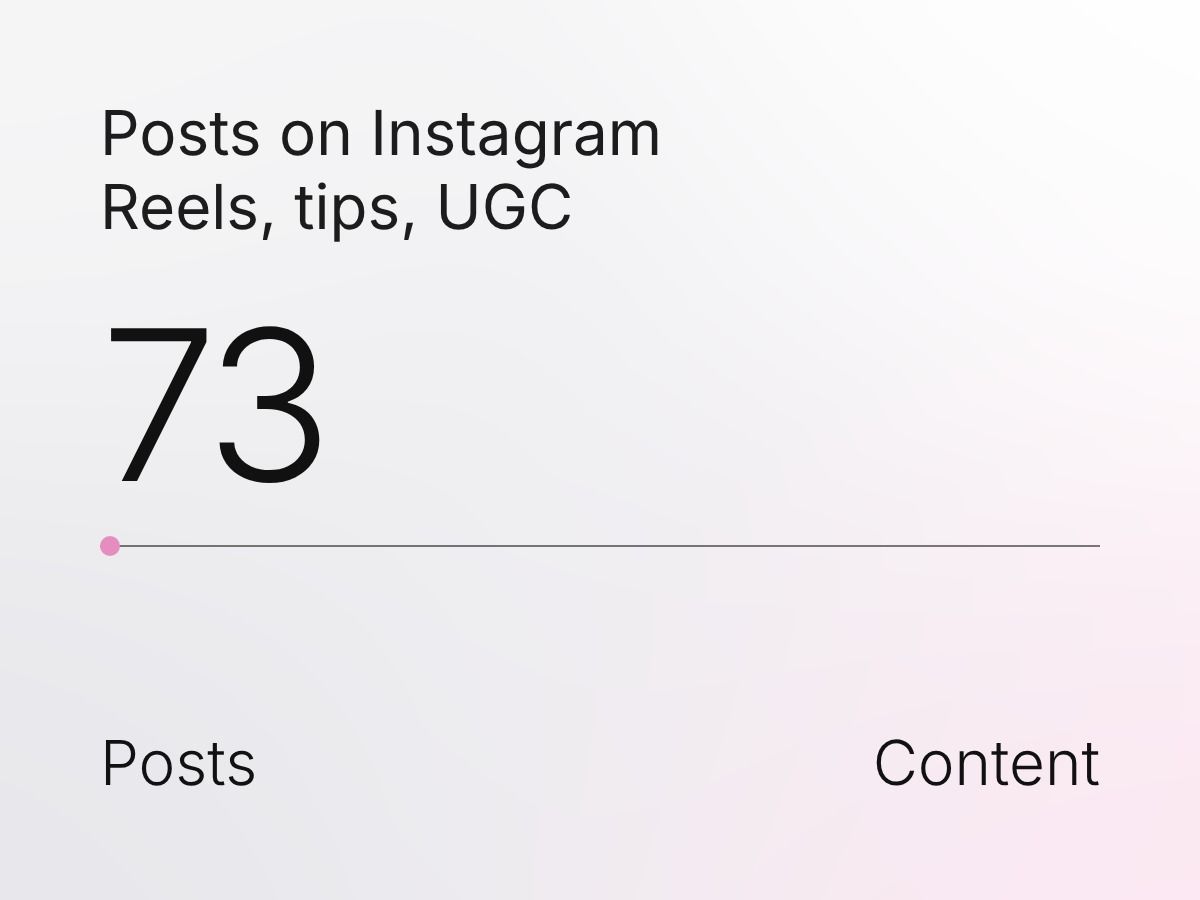 Posts on Instagram
Reels, tips, UGC
73
Posts
Content